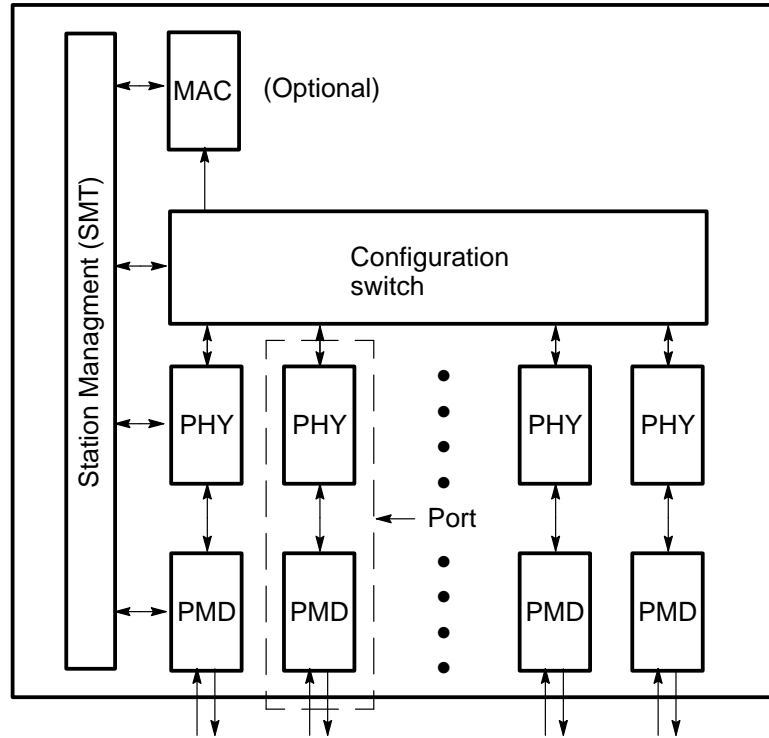 MAC
(Optional)
Station Managment (SMT)
Configuration
switch
PHY
PHY
PHY
PHY
Port
PMD
PMD
PMD
PMD